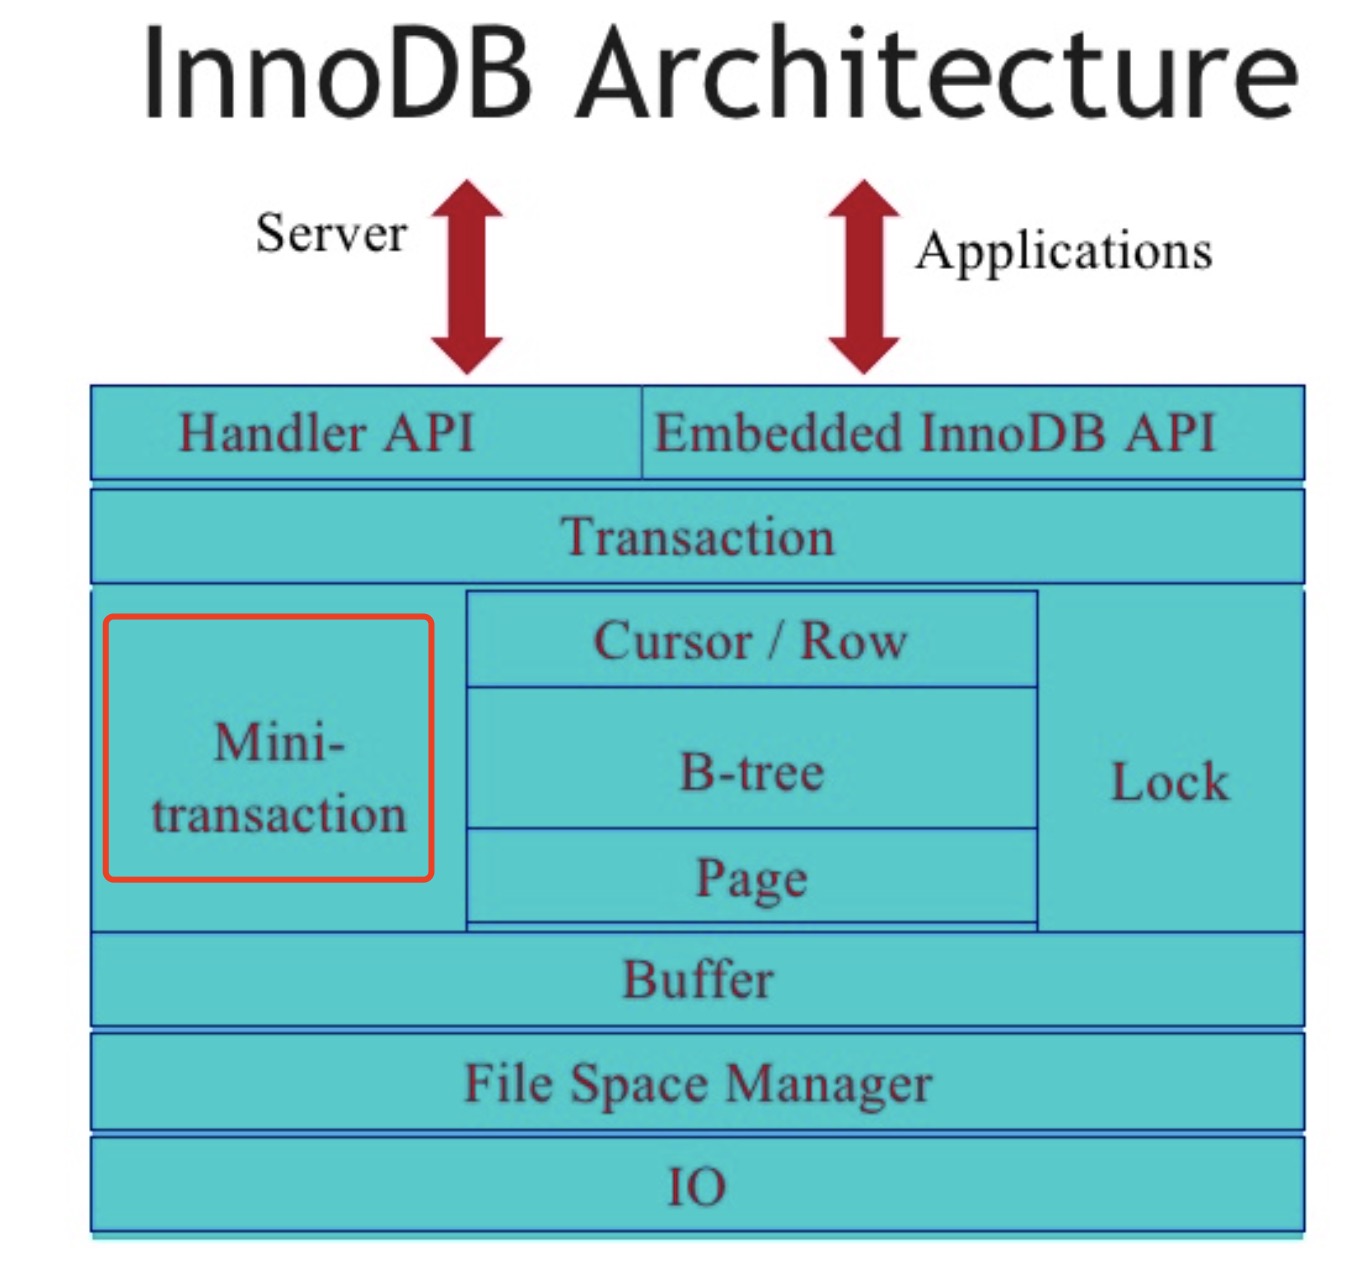 InnoDB Architecture
Server
Applications
Handler API
Embedded InnoDB API
Transaction
Mini-
transaction
Cursor / Row
B-tree
Page
Lock
Buffer
File Space Manager
IO